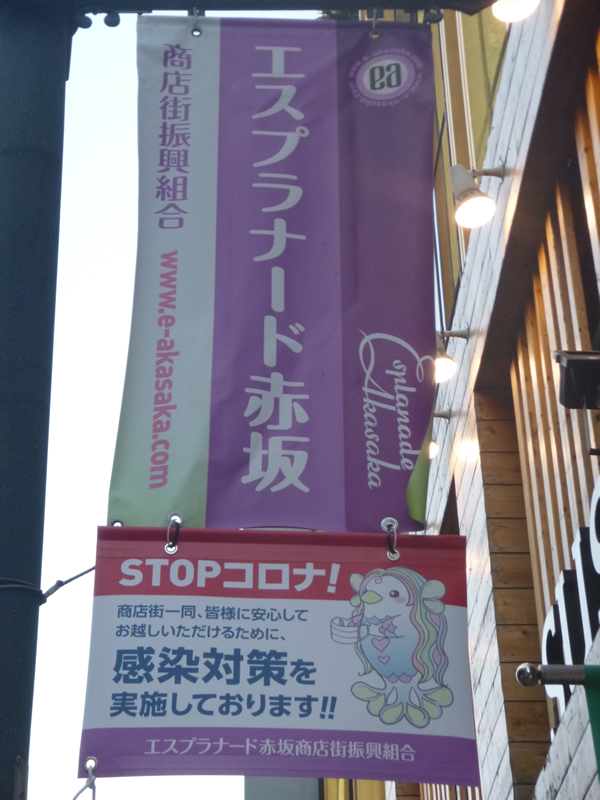 エスプラナード赤坂
商店街振興組合 www.e-akasaka.com
ea
Esplanade
Akasaka
STOPコロナ!
商店街一同、皆様に安心して
お越しいただけるために、
感染対策を
実施しております!!
エスプラナード赤坂商店街振興組合